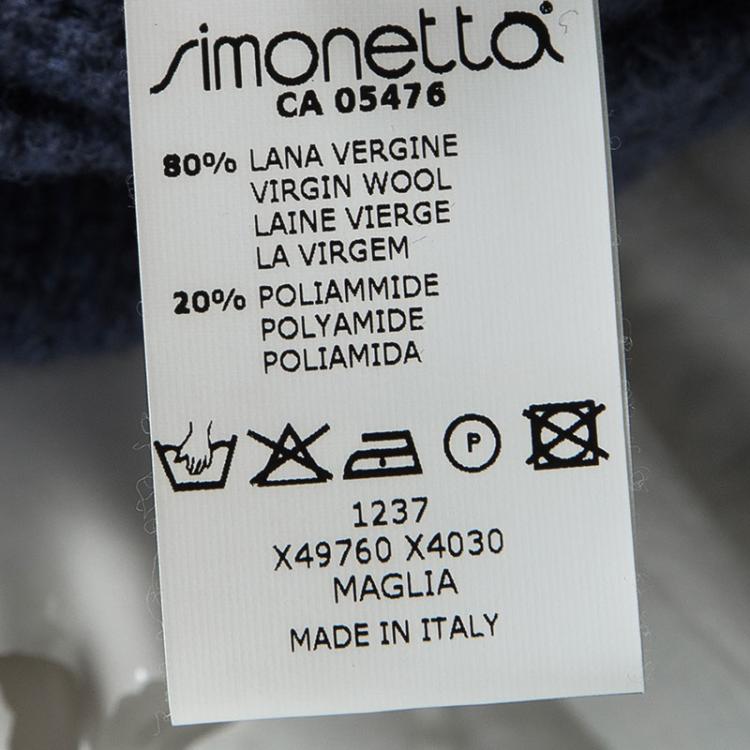 simonetta®
CA 05476
80% LANA VERGINE
VIRGIN WOOL
LAINE VIERGE
LA VIRGEM
20% POLIAMMIDE
POLYAMIDE
POLIAMIDA
P
1237
X49760 X4030
MAGLIA
MADE IN ITALY